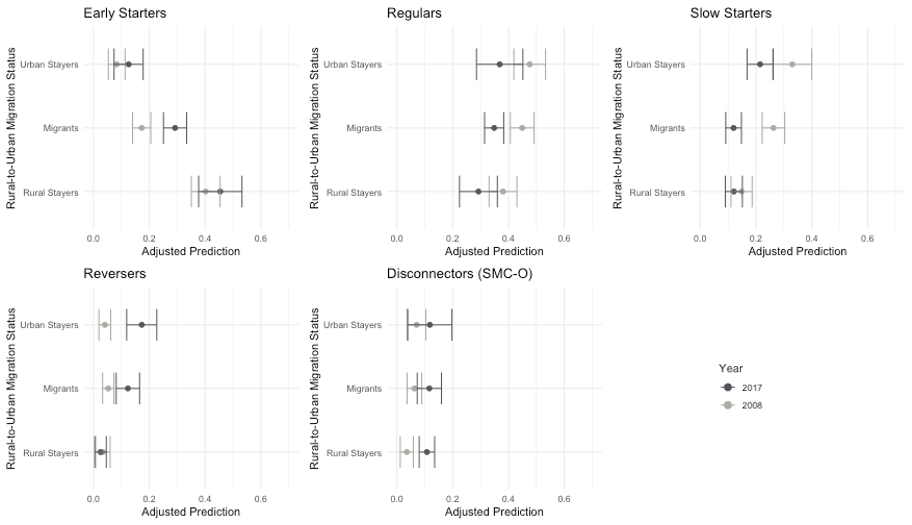 Early Starters
Rural-to-Urban Migration Status
Urban Stayers
Migrants
Rural Stayers
0.0 0.2 0.4 0.6
Adjusted Prediction
Regulars
Rural-to-Urban Migration Status
Urban Stayers
Migrants
Rural Stayers
0.0 0.2 0.4 0.6
Adjusted Prediction
Slow Starters
Rural-to-Urban Migration Status
Urban Stayers
Migrants
Rural Stayers
0.0 0.2 0.4 0.6
Adjusted Prediction
Reversers
Rural-to-Urban Migration Status
Urban Stayers
Migrants
Rural Stayers
0.0 0.2 0.4 0.6
Adjusted Prediction
Disconnectors (SMC-O)
Rural-to-Urban Migration Status
Urban Stayers
Migrants
Rural Stayers
0.0 0.2 0.4 0.6
Adjusted Prediction
Year
2017
2008